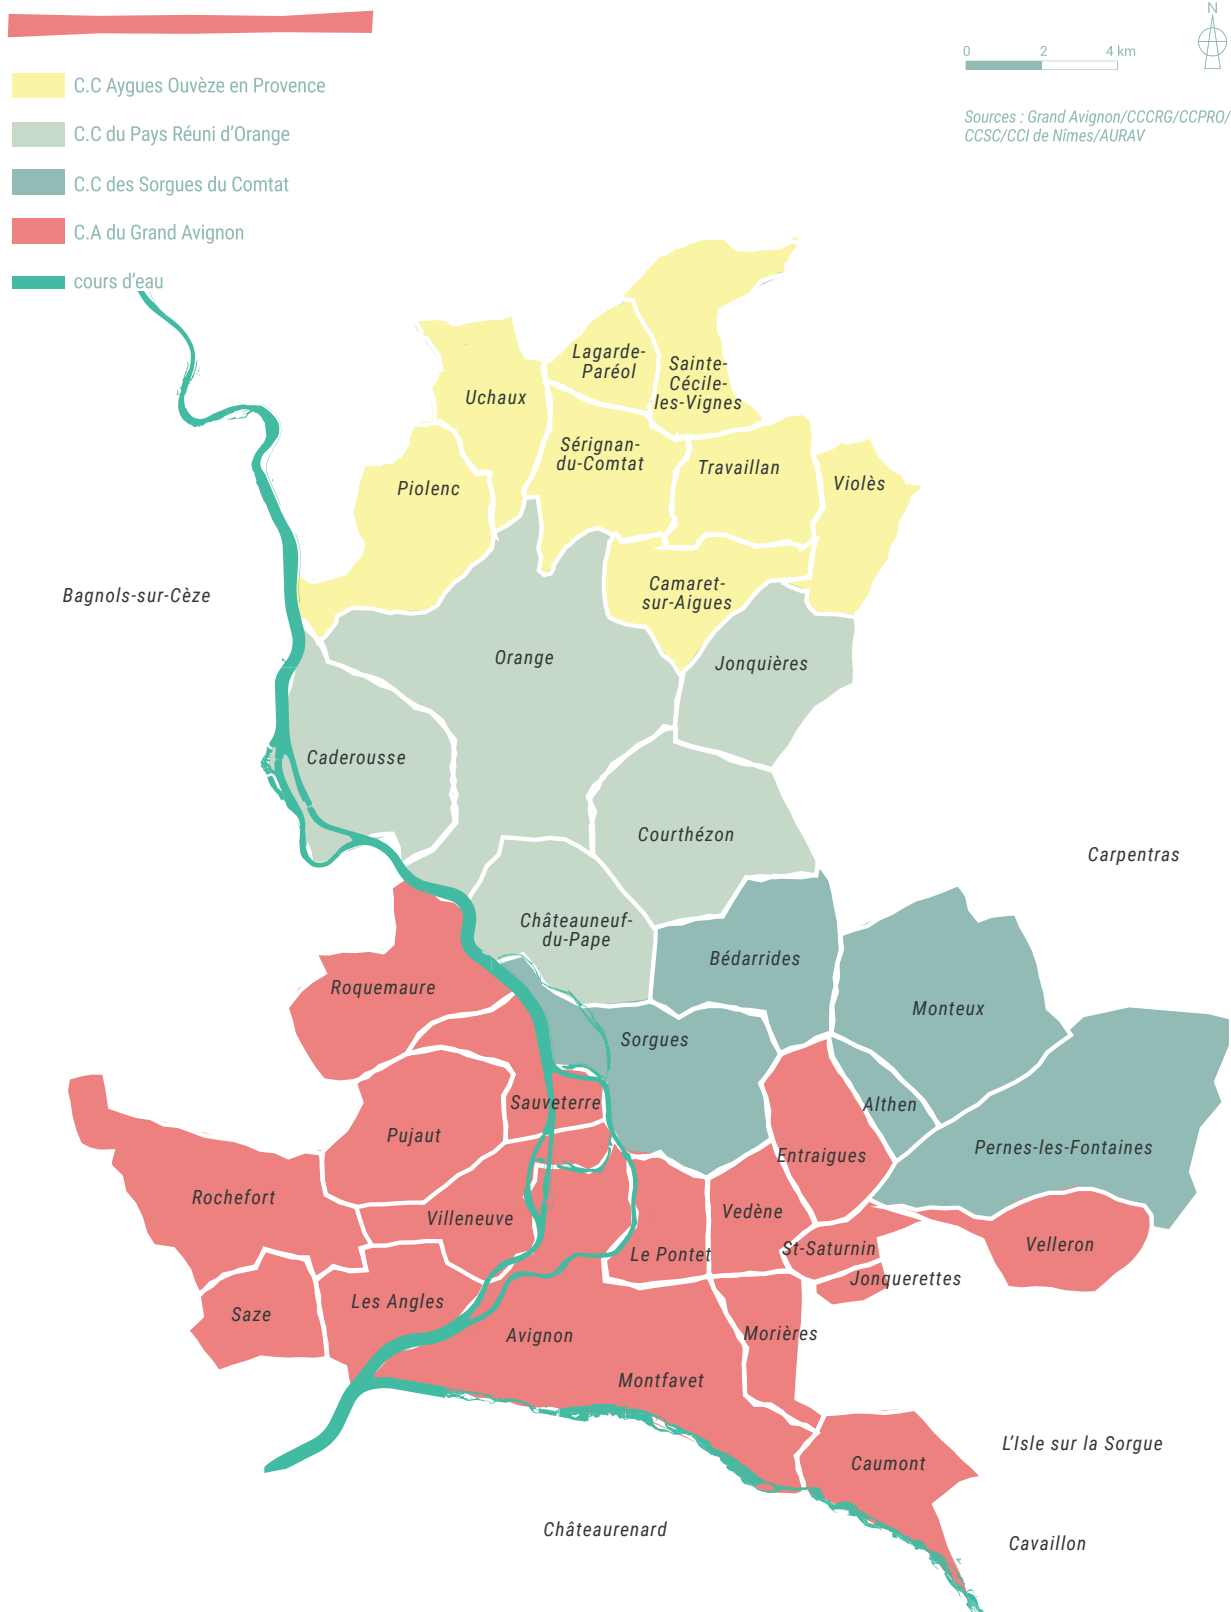 N
0 2 4 km
C.C Aygues Ouvèze en Provence
Sources : Grand Avignon/CCCRG/CCPRO/
CCSC/CCI de Nîmes/AURAV
C.C du Pays Réuni d'Orange
C.C des Sorgues du Comtat
C.A du Grand Avignon
cours d'eau
Lagarde-
Paréol
Sainte-
Cécile-
les-Vignes
Uchaux
Sérignan-
du-Comtat
Travaillan
Violès
Piolenc
Camaret-
sur-Aigues
Bagnols-sur-Cèze
Orange
Jonquières
Caderousse
Courthézon
Carpentras
Châteauneuf-
du-Pape
Bédarrides
Roquemaure
Monteux
Sorgues
Sauveterre
Althen
Pujaut
Entraigues
Pernes-les-Fontaines
Rochefort
Villeneuve
Vedène
Le Pontet
St-Saturnin
Velleron
Jonquerettes
Les Angles
Saze
Avignon
Morières
Montfavet
L'Isle sur la Sorgue
Caumont
Châteaurenard
Cavaillon